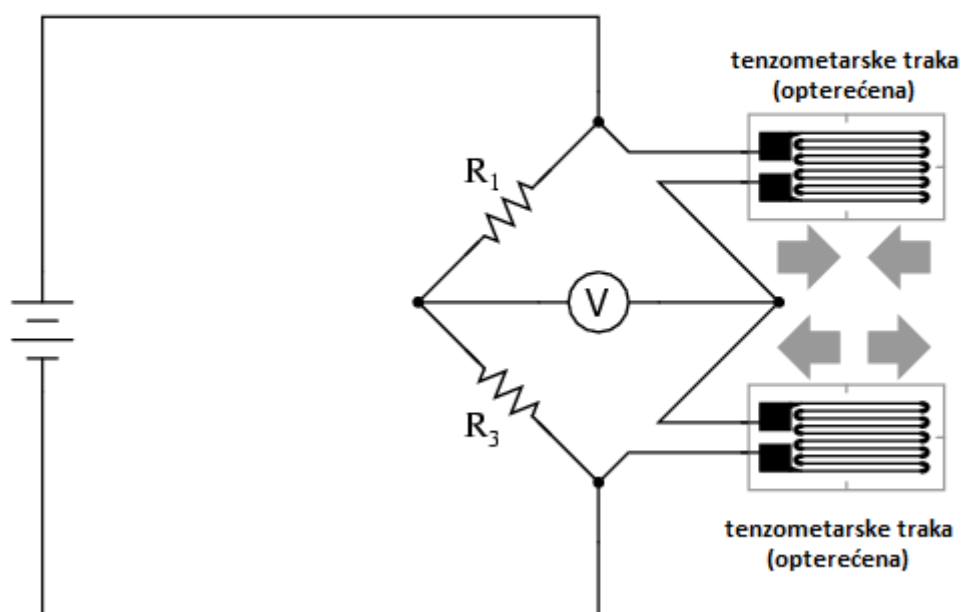 tenzometarske traka
(opterećena)
R1
V
R3
tenzometarske traka
(opterećena)